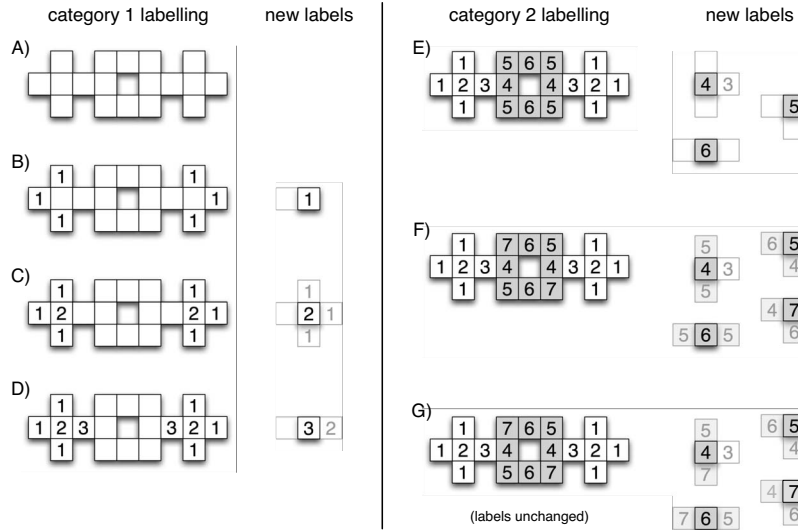 category 1 labelling
new labels
A)
B)
1 1
1 1
1 1
1
C)
1 1
1 2 2 1
1 1
1
2 1
1
D)
1 1
1 2 3 3 2 1
1 1
3 2
category 2 labelling
new labels
E)
1 5 6 5 1
1 2 3 4 4 3 2 1
1 5 6 5 1
4 3
5
6
F)
1 7 6 5 1
1 2 3 4 4 3 2 1
1 5 6 7 1
5
4 3
5
5 6 5
6 5
4
4 7
6
G)
1 7 6 5 1
1 2 3 4 4 3 2 1
1 5 6 7 1
(labels unchanged)
5
4 3
7
7 6 5
6 5
4
4 7
6